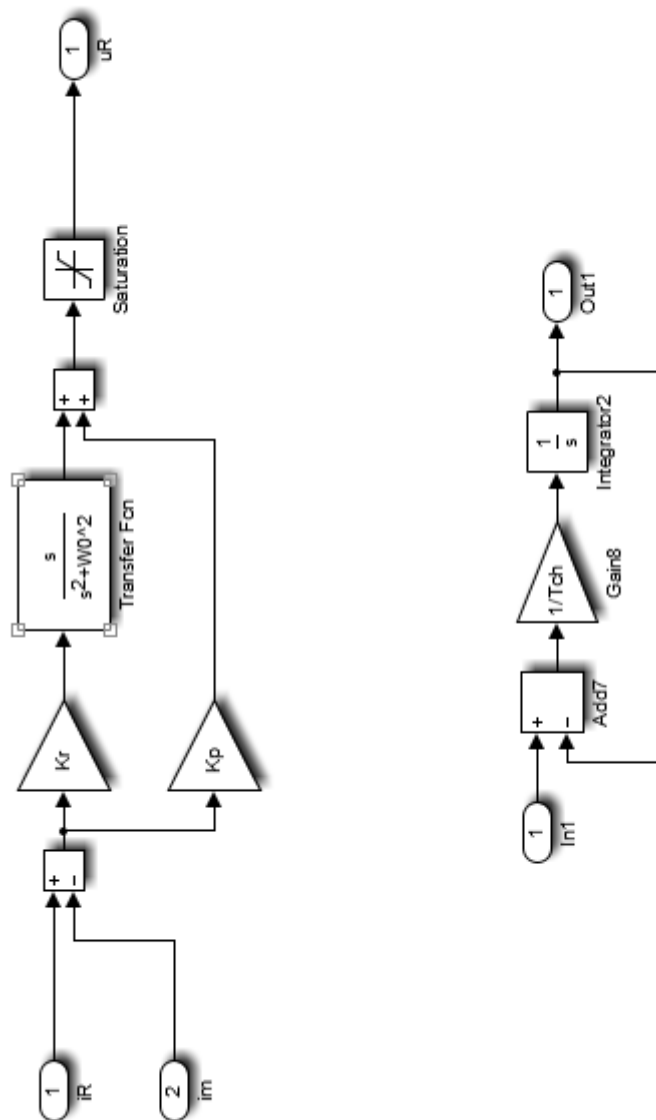 1
iR
2
im
+
−
Kr
Kp
s
s²+W0^2
Transfer Fcn
+
+
Saturation
1
uR
1
In1
+
−
Add7
1/Tch
Gain8
1
s
Integrator2
1
Out1